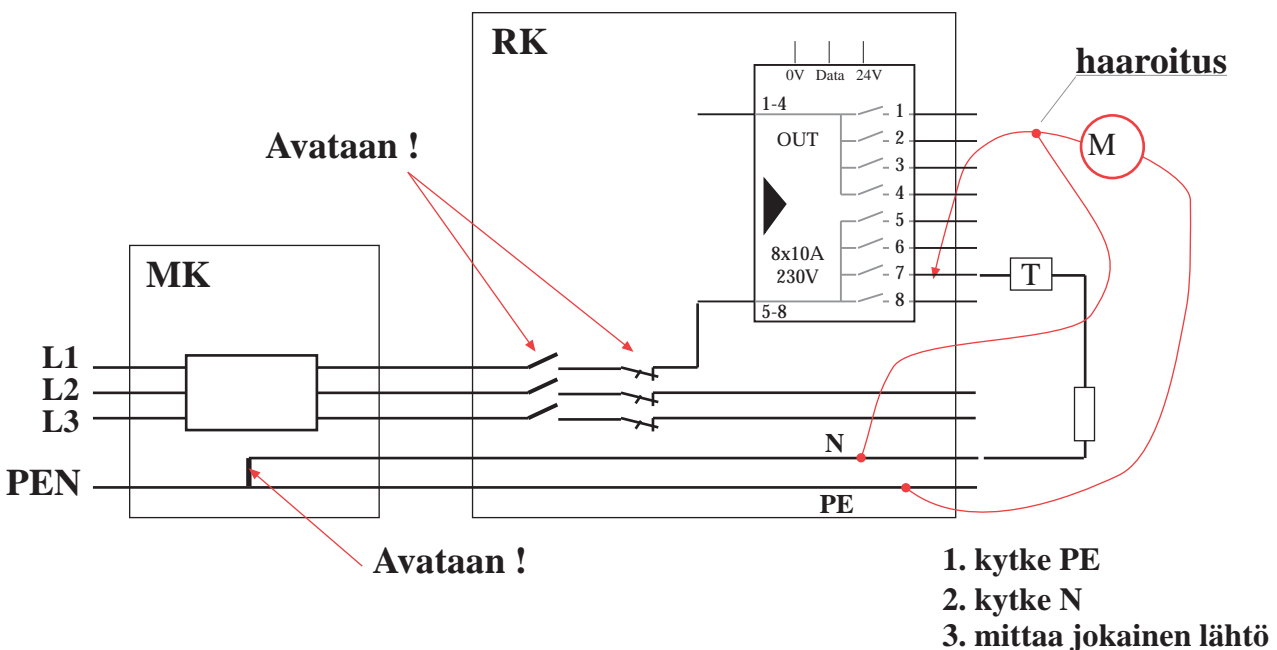 RK
haaroitus
0V Data 24V
1-4
1
OUT
2
3
4
5
6
8x10A
230V
7
8
5-8
M
T
Avataan !
MK
L1
L2
L3
N
PEN
PE
Avataan !
1. kytke PE
2. kytke N
3. mittaa jokainen lähtö